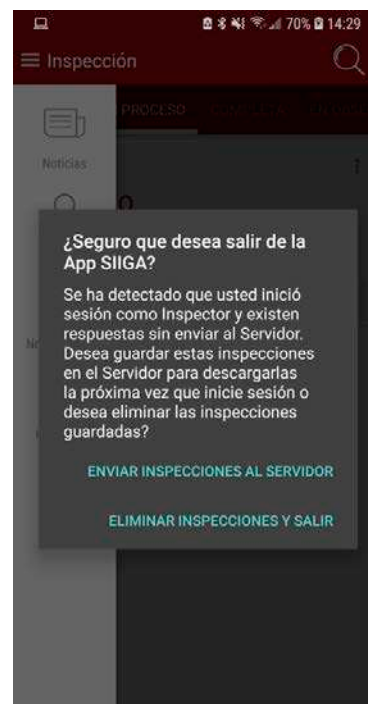 70% 14:29
Inspección
PROCESO COMPLETA
Noticias
¿Seguro que desea salir de la
App SIIGA?
Se ha detectado que usted inició
sesión como Inspector y existen
respuestas sin enviar al Servidor.
Desea guardar estas inspecciones
en el Servidor para descargarlas
la próxima vez que inicie sesión o
desea eliminar las inspecciones
guardadas?
ENVIAR INSPECCIONES AL SERVIDOR
ELIMINAR INSPECCIONES Y SALIR